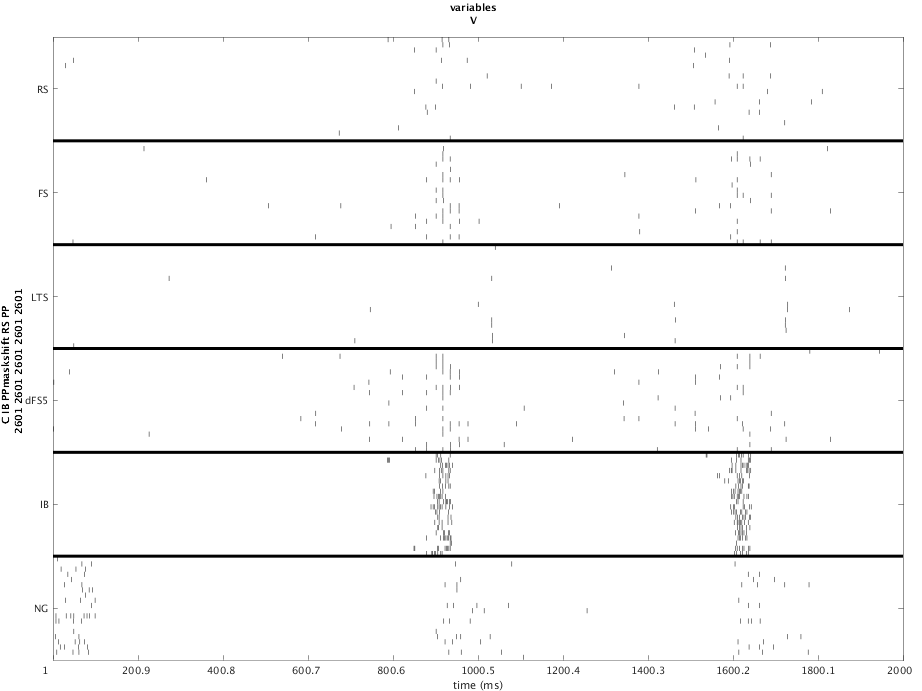 variables
V
RS
FS
LTS
dFS5
IB
NG
C IB PPmaskshift RS PP
2601 2601 2601 2601 2601
1
200.9
400.8
600.7
800.6
1000.5
1200.4
1400.3
1600.2
1800.1
2000
time (ms)